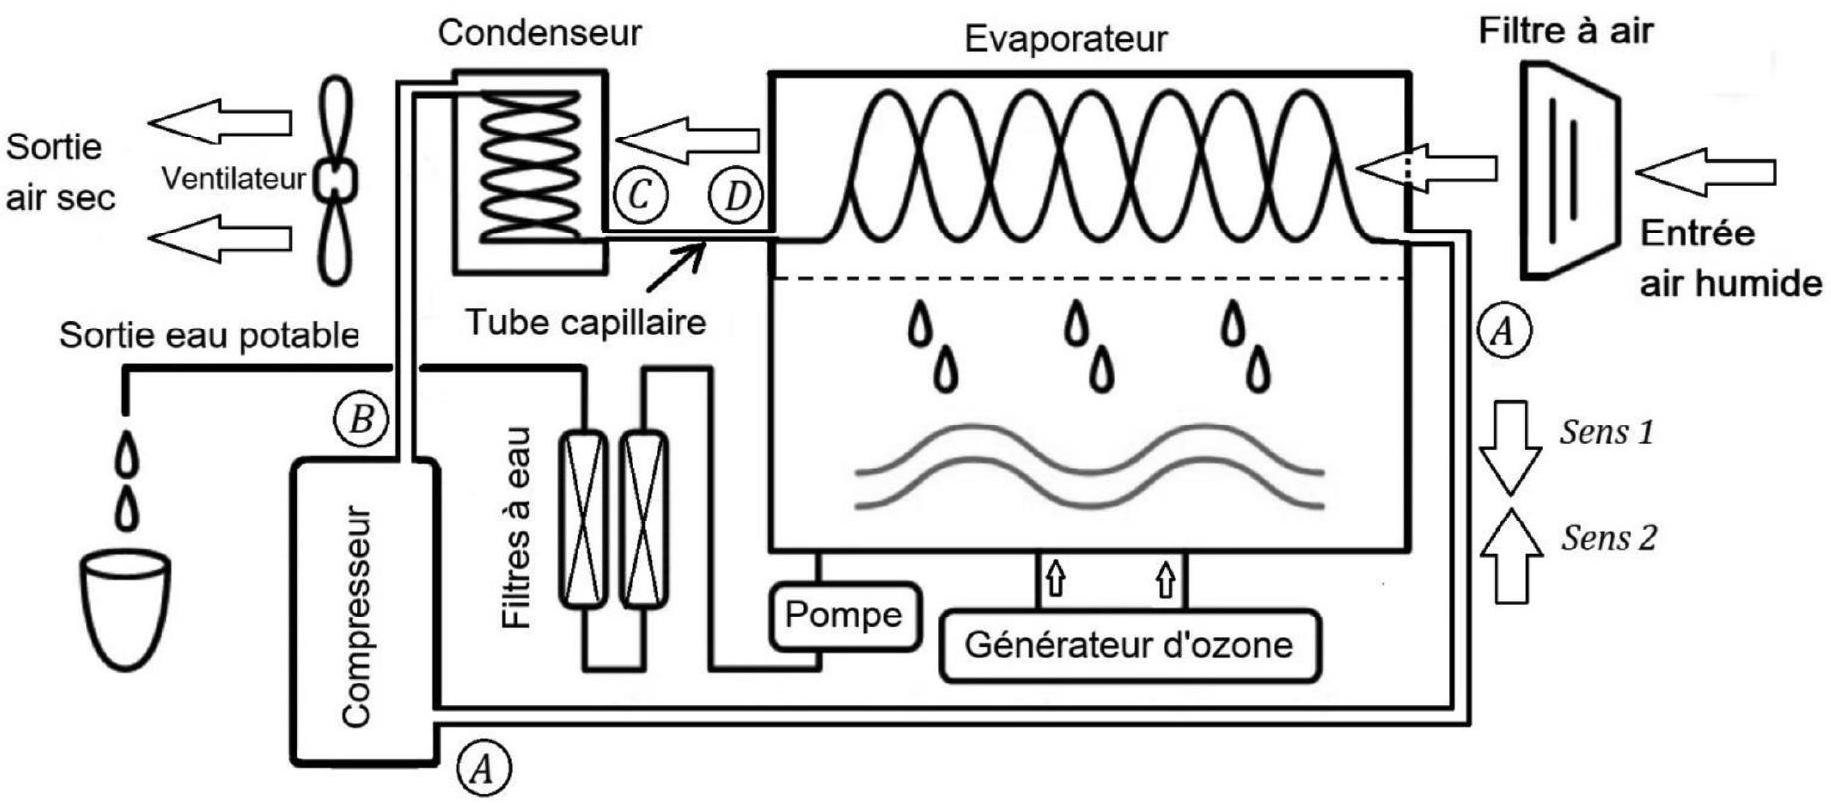 Condenseur
Evaporateur
Filtre à air
Sortie
air sec
Ventilateur
C
D
Entrée
air humide
Tube capillaire
Sortie eau potable
A
B
Sens 1
Sens 2
Filtres à eau
Compresseur
Pompe
Générateur d'ozone
A